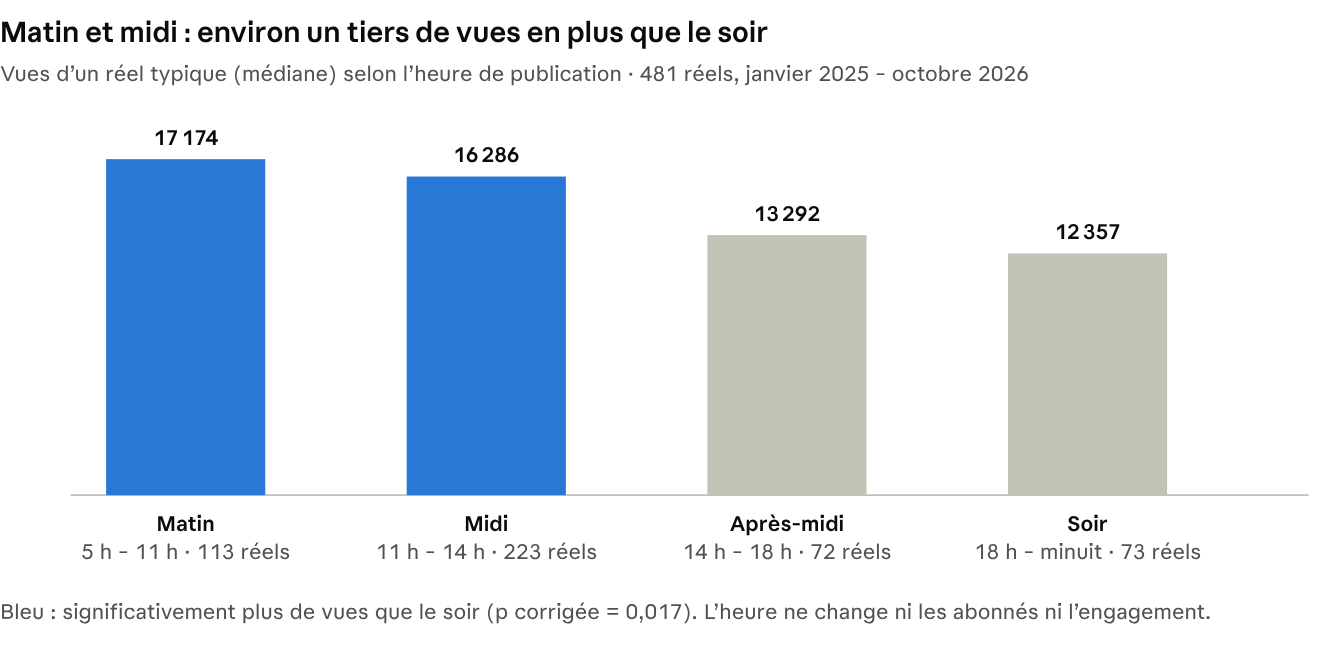 Matin et midi : environ un tiers de vues en plus que le soir
Vues d’un réel typique (médiane) selon l’heure de publication · 481 réels, janvier 2025 – octobre 2026
17 174
16 286
13 292
12 357
Matin
Midi
Après-midi
Soir
5 h – 11 h · 113 réels
11 h – 14 h · 223 réels
14 h – 18 h · 72 réels
18 h – minuit · 73 réels
Bleu : significativement plus de vues que le soir (p corrigée = 0,017). L’heure ne change ni les abonnés ni l’engagement.